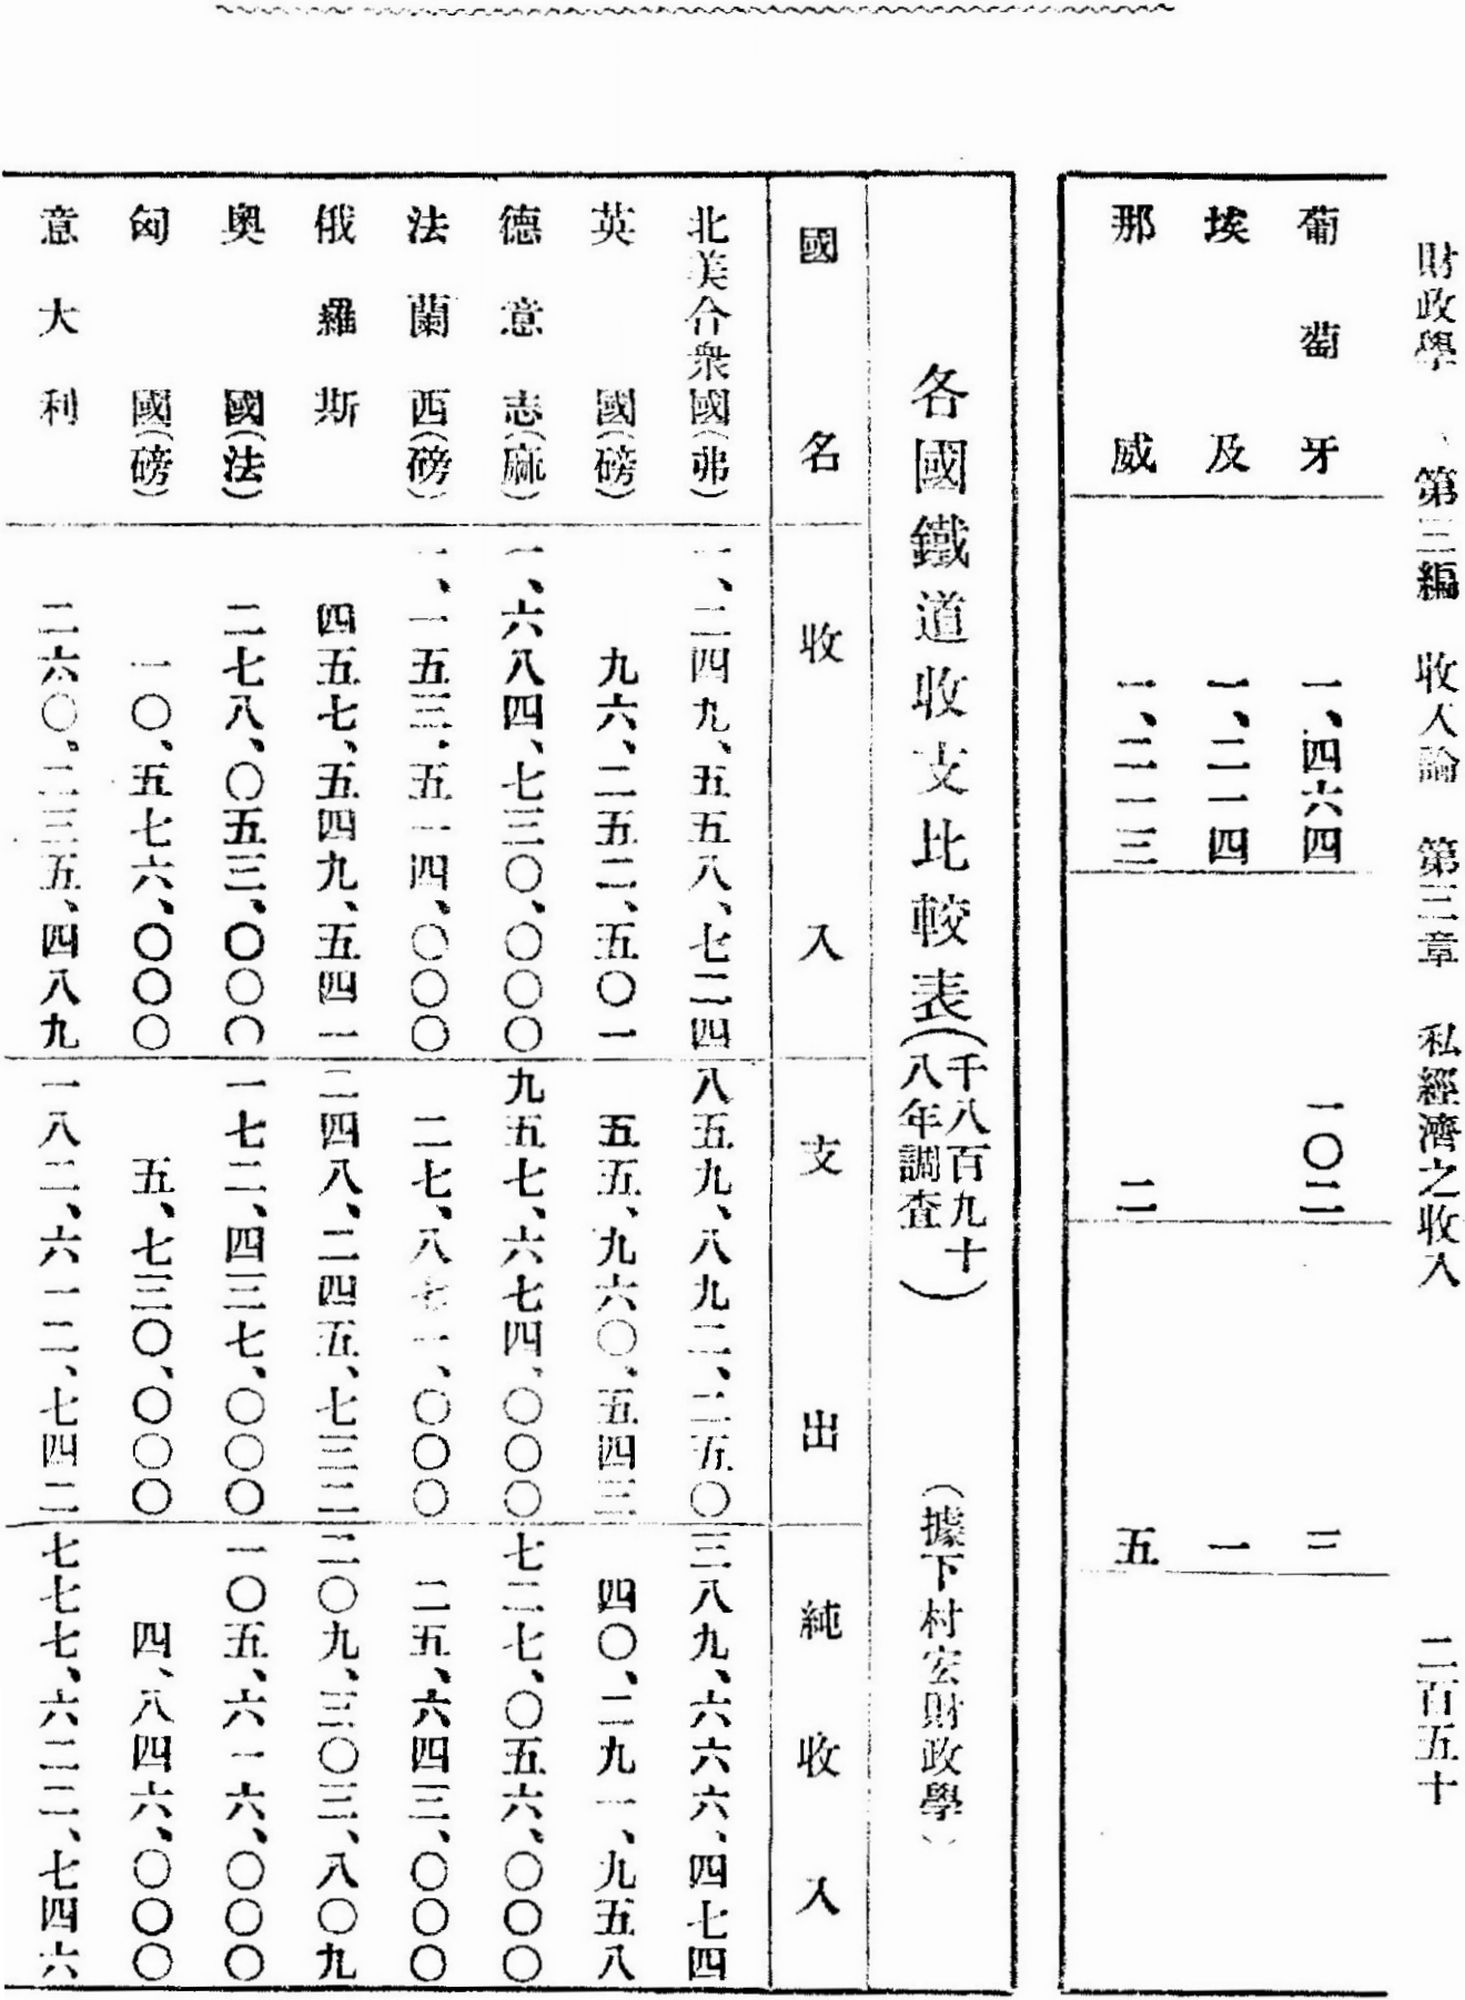 財政學 、第三編 收入論 第三章 私經濟之收入 二百五十
葡萄牙 一、四六四 一〇二 三
埃及 一、二一四 一
那威 一、二一三 二 五
各國鐵道收支比較表(千八百九十八年調查) (據下村宏財政學)
國名 收入 支出 純收入
北美合衆國(弗) 一、二四九、五五八、七二四 八五九、八九二、二五〇 三八九、六六六、四七四
英國(磅) 九六、二五二、五〇一 五五、九六〇、五四三 四〇、二九一、九五八
德意志(麻) 一、六八四、七三〇、〇〇〇 九五七、六七四、〇〇〇 七二七、〇五六、〇〇〇
法蘭西(磅) 一、一五三、五一四、〇〇〇 二七、八七一、〇〇〇 二五、六四三、〇〇〇
俄羅斯 四五七、五四九、五四一 二四八、二四五、七三二 二〇九、三〇三、八〇九
奥國(法) 二七八、〇五三、〇〇〇 一七二、四三七、〇〇〇 一〇五、六一六、〇〇〇
匈國(磅) 一〇、五七六、〇〇〇 五、七三〇、〇〇〇 四、八四六、〇〇〇
意大利 二六〇、二三五、四八九 一八二、六一二、七四二 七七七、六二二、七四六